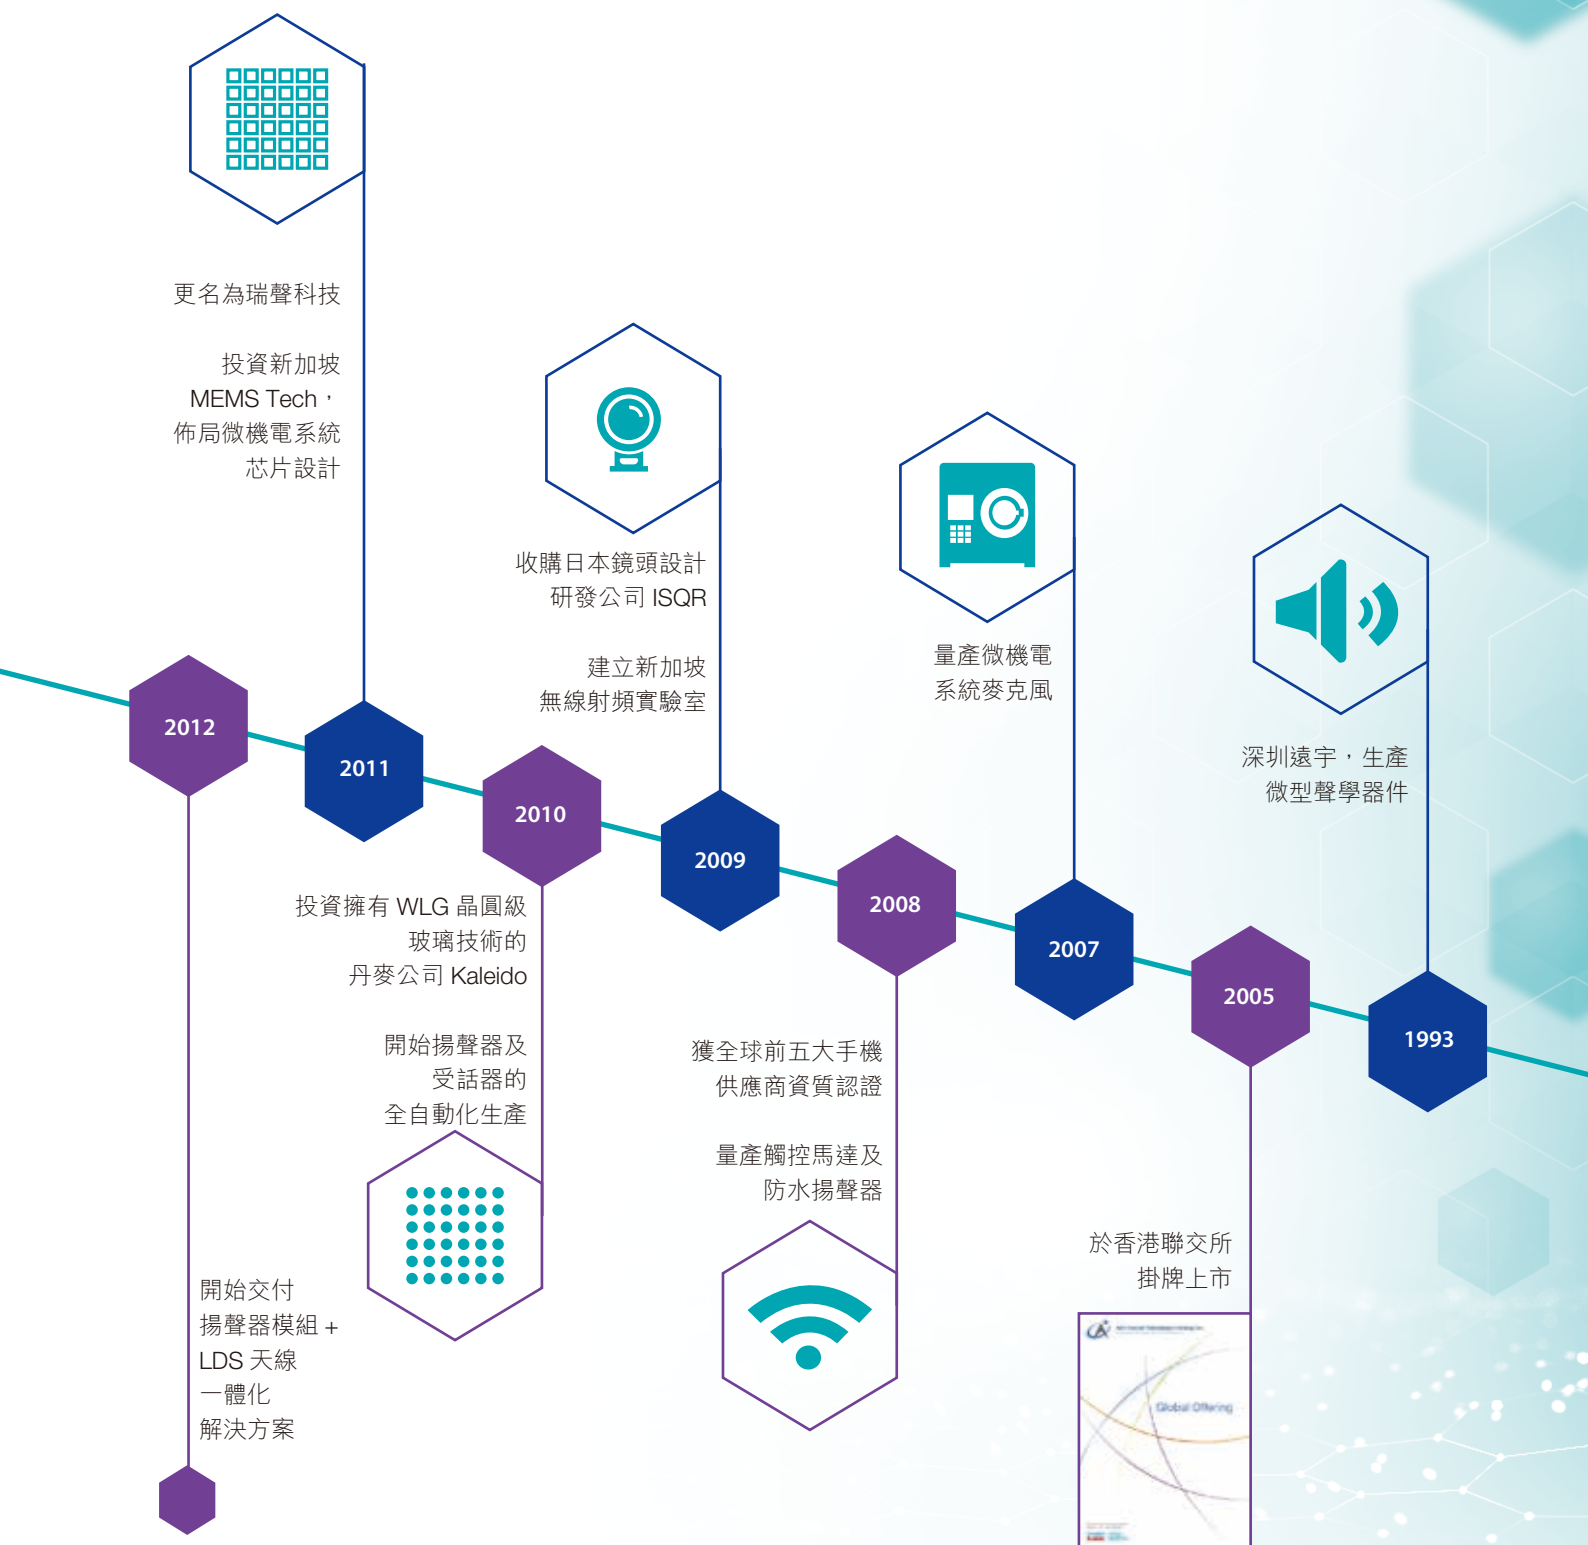 更名為瑞聲科技
投資新加坡
MEMS Tech，
佈局微機電系統
芯片設計
收購日本鏡頭設計
研發公司 ISQR
建立新加坡
無線射頻實驗室
量產微機電
系統麥克風
深圳遠宇，生產
微型聲學器件
2012
2011
2010
2009
2008
2007
2005
1993
投資擁有 WLG 晶圓級
玻璃技術的
丹麥公司 Kaleido
開始揚聲器及
受話器的
全自動化生產
獲全球前五大手機
供應商資質認證
量產觸控馬達及
防水揚聲器
於香港聯交所
掛牌上市
開始交付
揚聲器模組 +
LDS 天線
一體化
解決方案
Global Offering